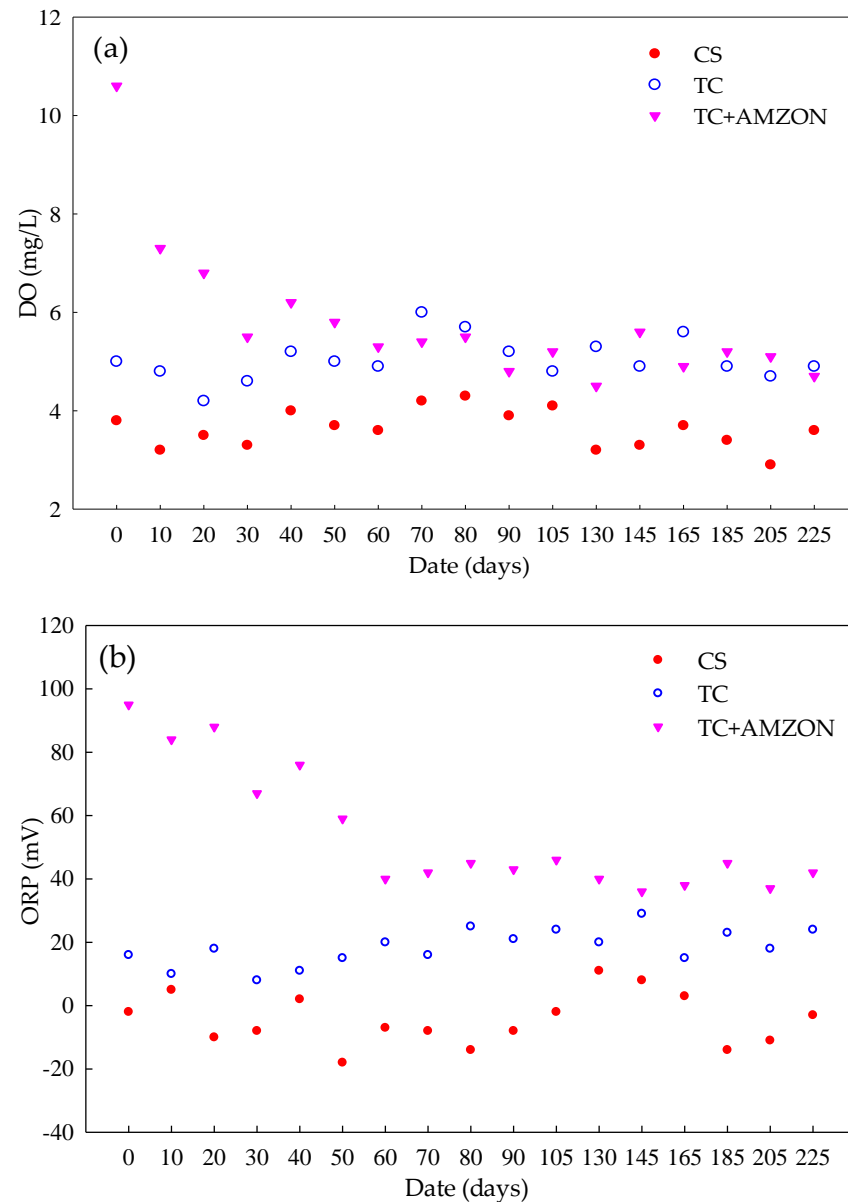 (a)
CS
TC
TC+AMZON
12
10
8
6
4
2
DO (mg/L)
0 10 20 30 40 50 60 70 80 90 105 130 145 165 185 205 225
Date (days)
(b)
CS
TC
TC+AMZON
120
100
80
60
40
20
0
-20
-40
ORP (mV)
0 10 20 30 40 50 60 70 80 90 105 130 145 165 185 205 225
Date (days)